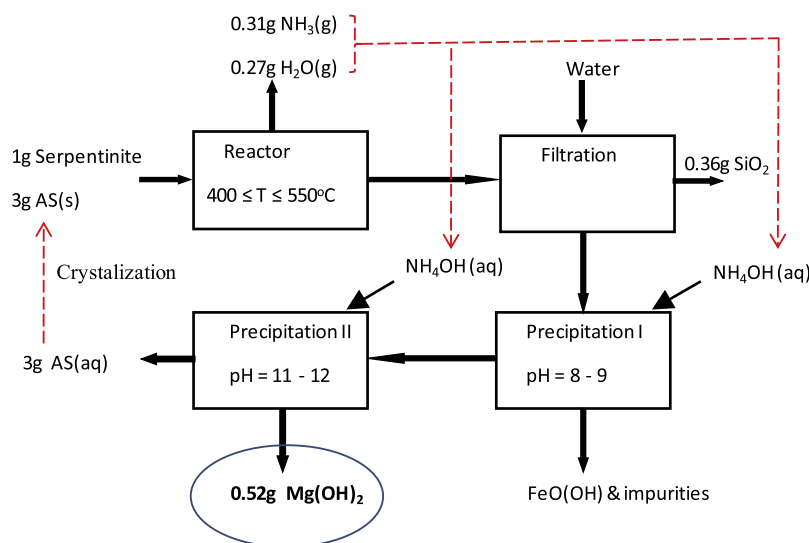 0.31g NH₃(g)
0.27g H₂O(g)
Water
1g Serpentinite
3g AS(s)
Reactor
400 ≤ T ≤ 550°C
Filtration
0.36g SiO₂
Crystalization
NH₄OH (aq)
NH₄OH (aq)
3g AS(aq)
Precipitation II
pH = 11 - 12
Precipitation I
pH = 8 - 9
0.52g Mg(OH)₂
FeO(OH) & impurities